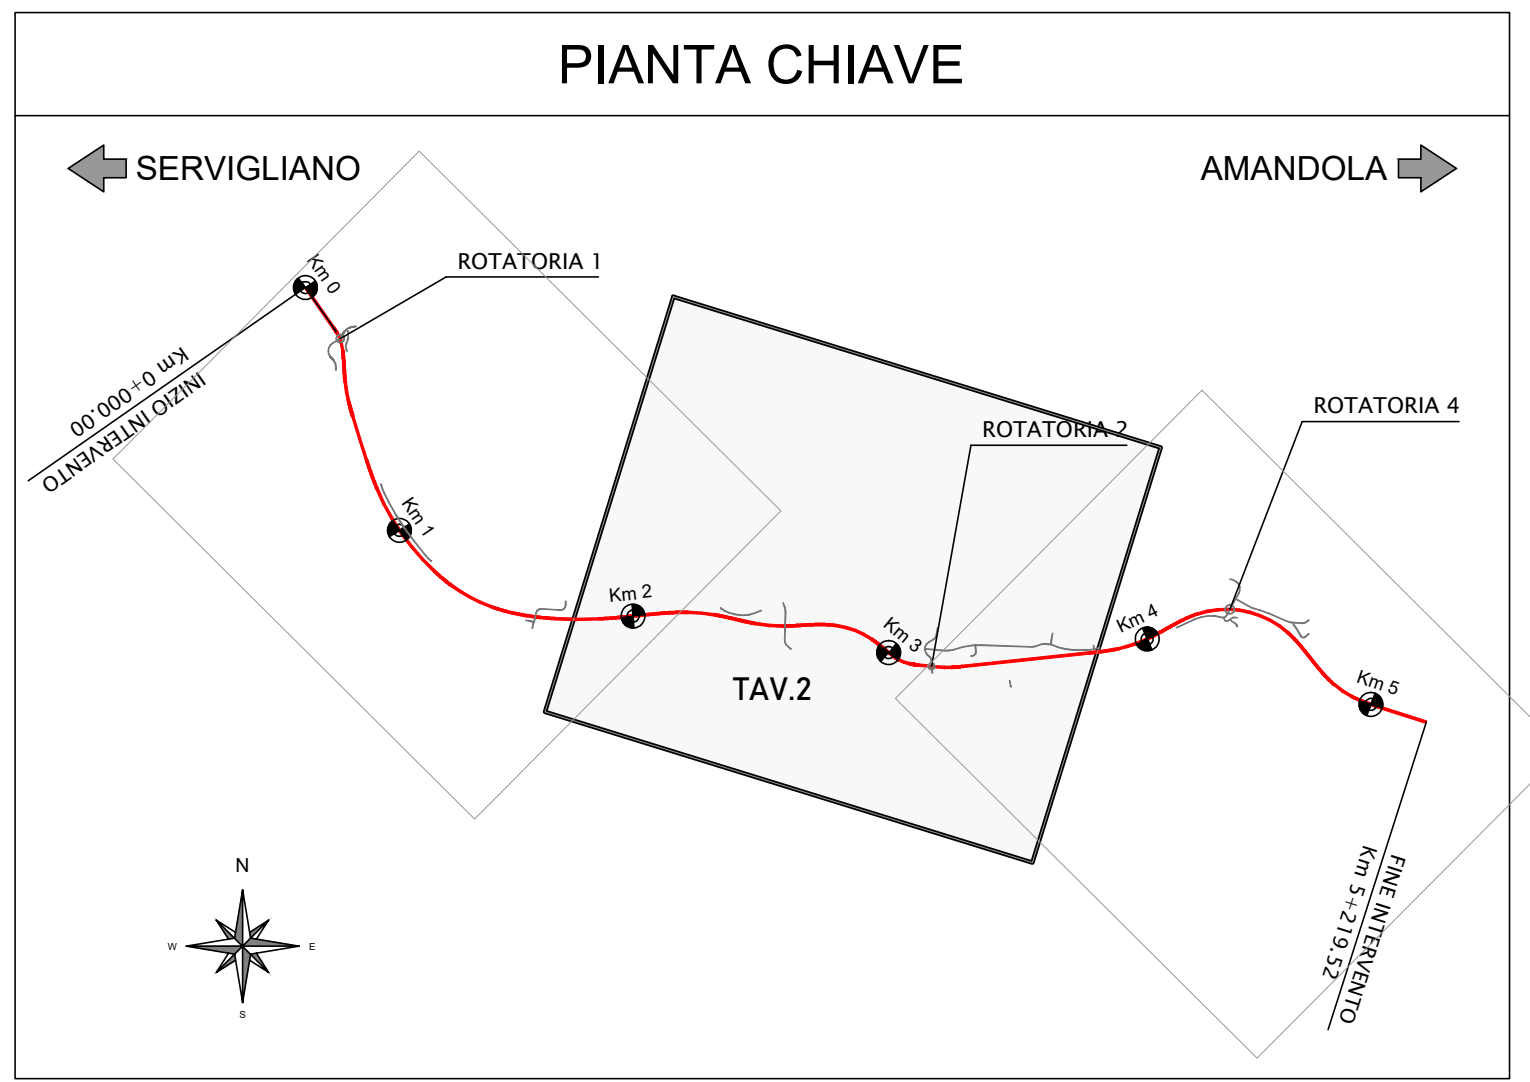 PIANTA CHIAVE
SERVIGLIANO
AMANDOLA
Km 0
ROTATORIA 1
Km 0+000.00
INIZIO INTERVENTO
ROTATORIA 4
ROTATORIA 2
Km 1
Km 2
Km 3
Km 4
Km 5
TAV.2
FINE INTERVENTO
Km 5+219.52
N
W
E
S